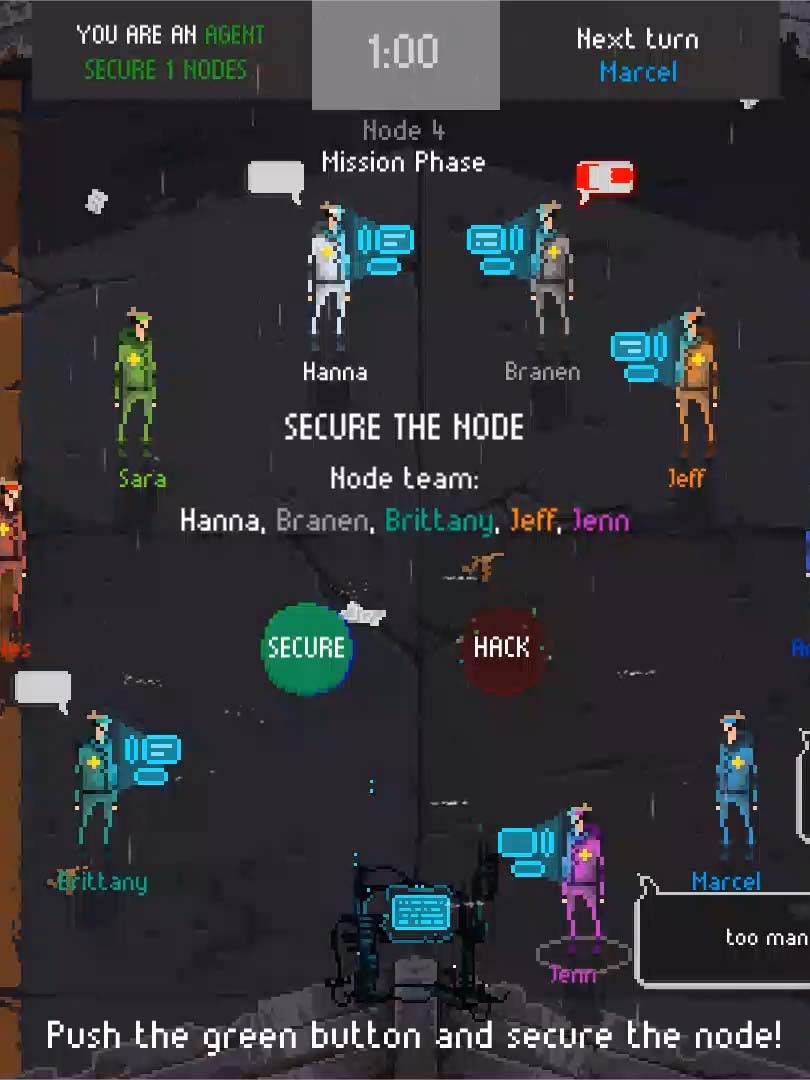 YOU ARE AN AGENT
SECURE 1 NODES
1:00
Next turn
Marcel
Node 4
Mission Phase
Hanna
Branen
SECURE THE NODE
Sara
Node team:
Jeff
Hanna, Branen, Brittany, Jeff, Jenn
SECURE
HACK
Brittany
Marcel
too man
Jenn
Push the green button and secure the node!